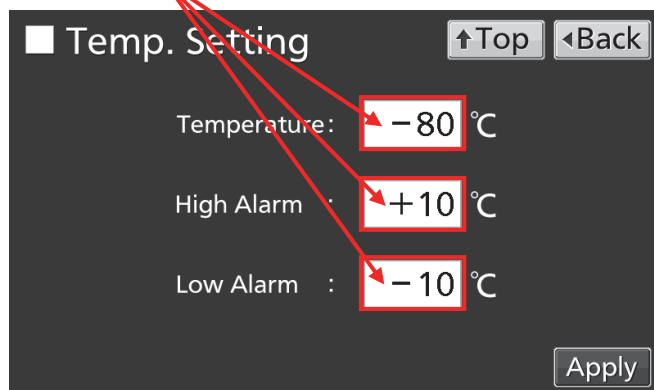 ■ Temp. Setting ↑Top ◂Back
Temperature: −80 ℃
High Alarm : +10 ℃
Low Alarm : −10 ℃
Apply